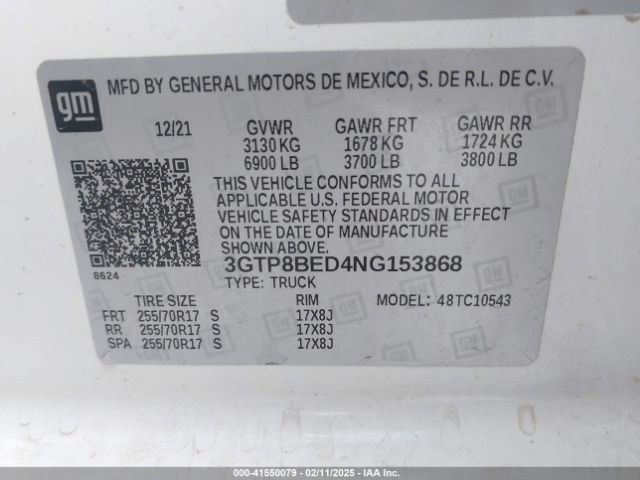 gm
MFD BY GENERAL MOTORS DE MEXICO, S. DE R.L. DE C.V.
12/21 GVWR GAWR FRT GAWR RR
3130 KG 1678 KG 1724 KG
6900 LB 3700 LB 3800 LB
THIS VEHICLE CONFORMS TO ALL
APPLICABLE U.S. FEDERAL MOTOR
VEHICLE SAFETY STANDARDS IN EFFECT
ON THE DATE OF MANUFACTURE
SHOWN ABOVE
8624
3GTP8BED4NG153868
TYPE: TRUCK
TIRE SIZE RIM MODEL: 48TC10543
FRT 255/70R17 S 17X8J
RR 255/70R17 S 17X8J
SPA 255/70R17 S 17X8J
000-41550079 - 02/11/2025 - Copart, IAA Inc.